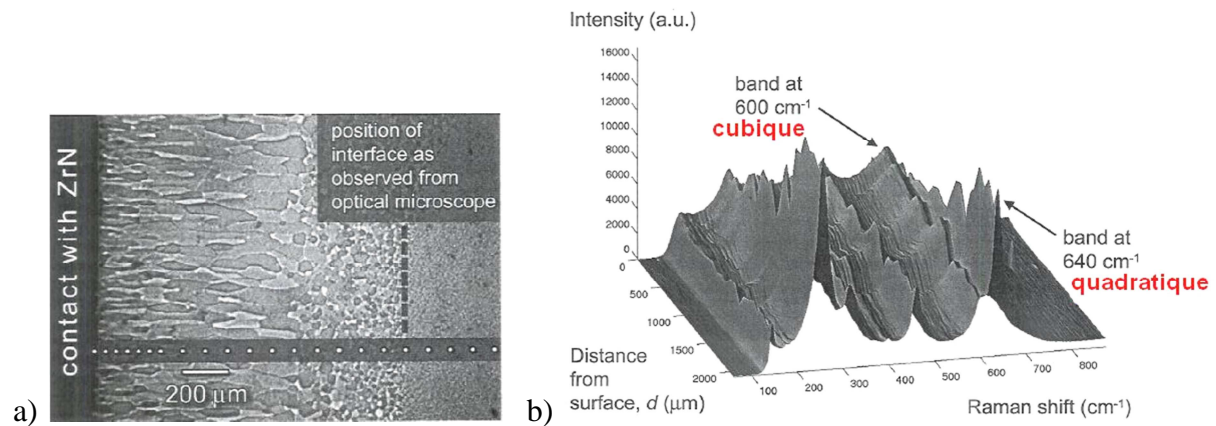 a)
contact with ZrN
position of
interface as
observed from
optical microscope
200 µm
b)
Intensity (a.u.)
16000
14000
12000
10000
8000
6000
4000
2000
0
band at
600 cm-1
cubique
band at
640 cm-1
quadratique
0
500
1000
1500
2000
Distance
from
surface, d (µm)
100
200
300
400
500
600
700
800
Raman shift (cm-1)